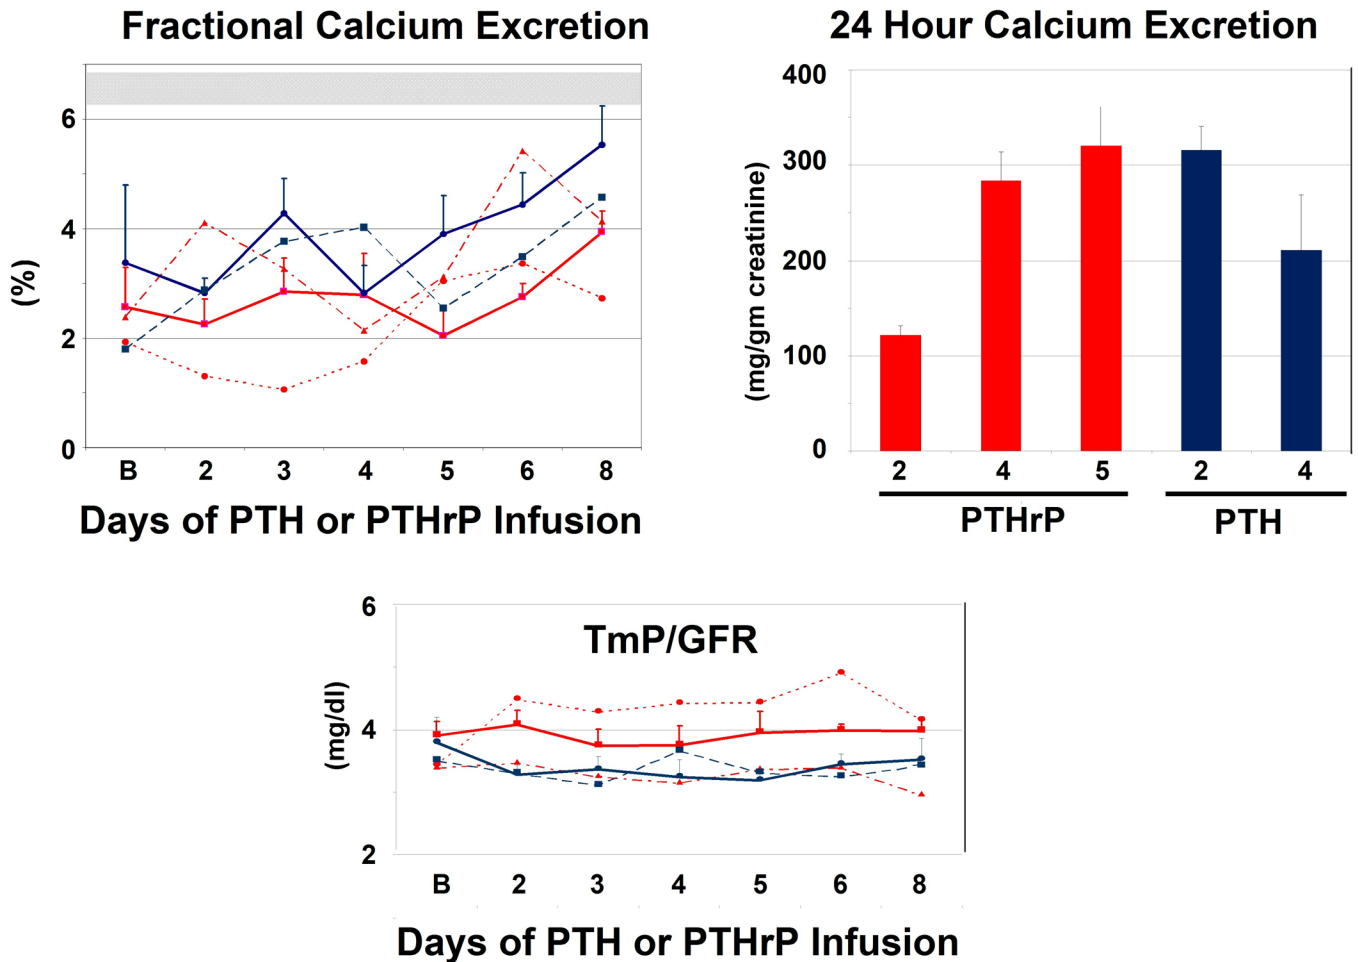 Fractional Calcium Excretion
(%)
6
4
2
0
B 2 3 4 5 6 8
Days of PTH or PTHrP Infusion
24 Hour Calcium Excretion
(mg/gm creatinine)
400
300
200
100
0
2 4 5 2 4
PTHrP PTH
TmP/GFR
(mg/dl)
6
4
2
B 2 3 4 5 6 8
Days of PTH or PTHrP Infusion